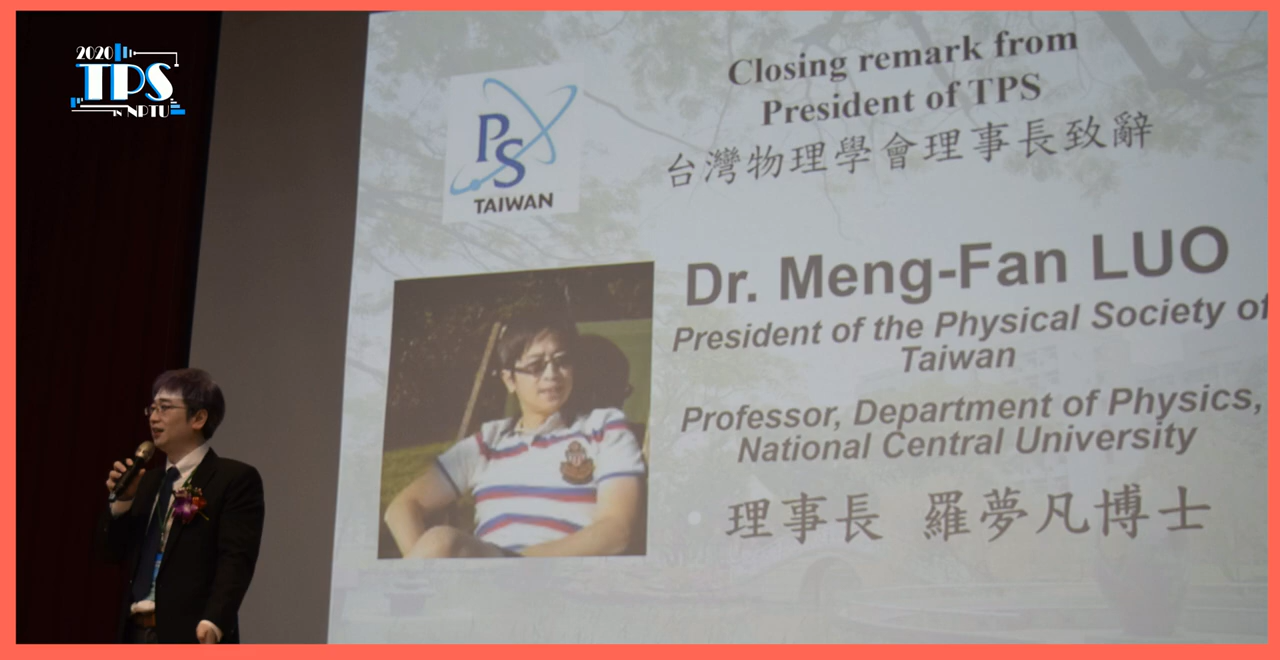 2020
TPS
IN NPTU
PS
TAIWAN
Closing remark from
President of TPS
台灣物理學會理事長致辭
Dr. Meng-Fan LUO
President of the Physical Society of
Taiwan
Professor, Department of Physics,
National Central University
理事長 羅夢凡博士